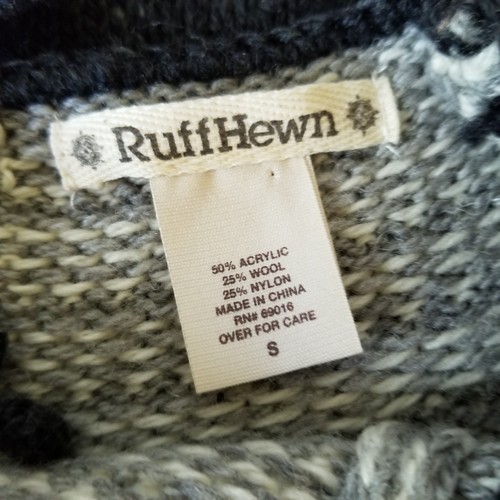 RuffHewn
50% ACRYLIC
25% WOOL
25% NYLON
MADE IN CHINA
RN# 69016
OVER FOR CARE
S